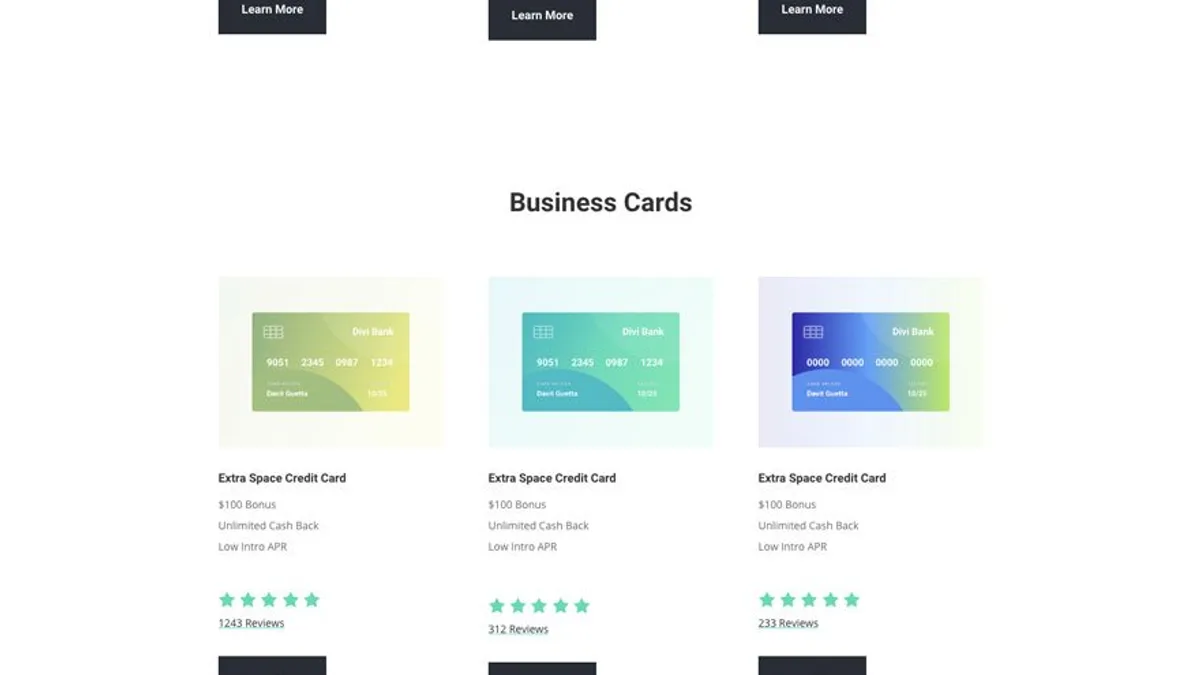 Learn More
Learn More
Learn More
Business Cards
Divi Bank
9051 2345 0987 1234
Davit Guetta
10/25
Divi Bank
9051 2345 0987 1234
Davit Guetta
10/25
Divi Bank
0000 0000 0000 0000
Davit Guetta
10/25
Extra Space Credit Card
$100 Bonus
Unlimited Cash Back
Low Intro APR
1243 Reviews
Extra Space Credit Card
$100 Bonus
Unlimited Cash Back
Low Intro APR
312 Reviews
Extra Space Credit Card
$100 Bonus
Unlimited Cash Back
Low Intro APR
233 Reviews